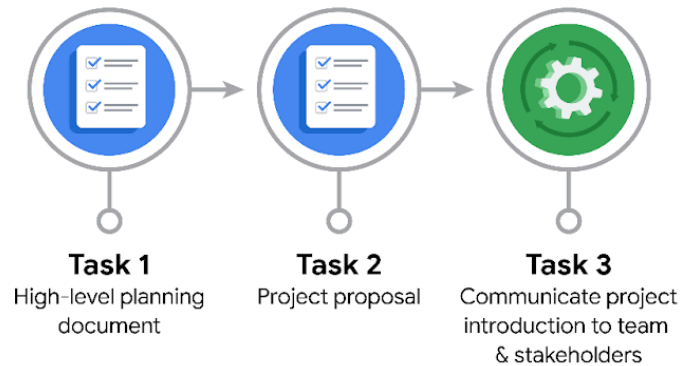 Task 1
High-level planning
document
Task 2
Project proposal
Task 3
Communicate project
introduction to team
& stakeholders